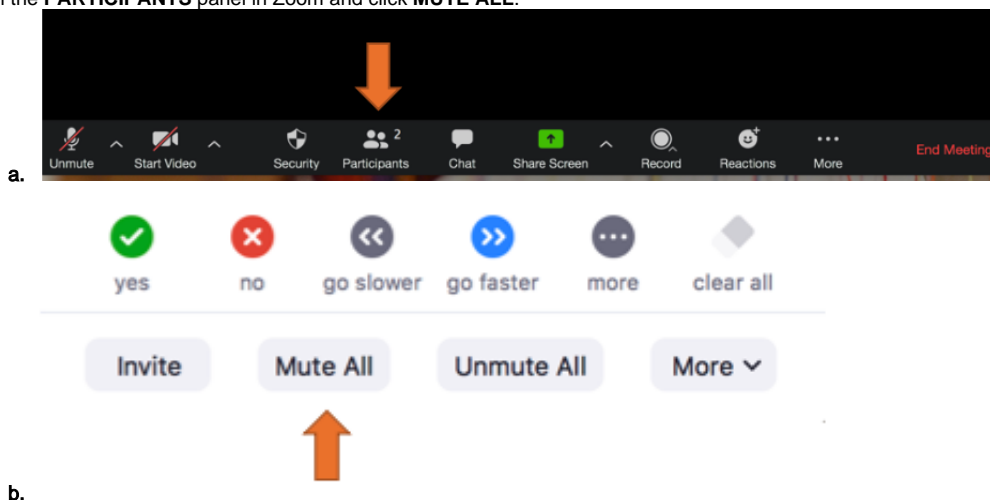 the PARTICIPANTS panel in Zoom and click MUTE ALL.
2
Unmute Start Video Security Participants Chat Share Screen Record Reactions More End Meeting
a.
yes no go slower go faster more clear all
Invite Mute All Unmute All More
b.